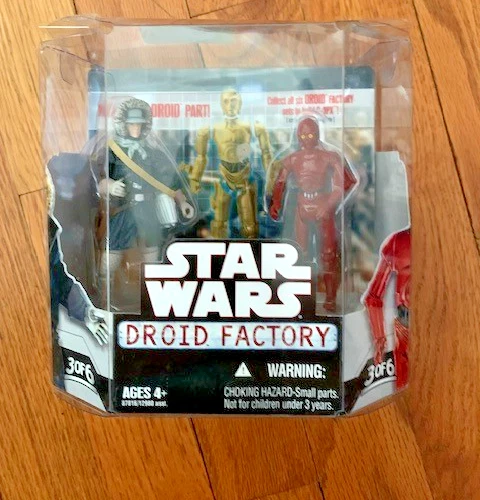 DROID PART!
Collect all six DROID FACTORY
STAR
WARS
DROID FACTORY
3 OF 6
3 OF 6
WARNING:
AGES 4+
CHOKING HAZARD-Small parts.
Not for children under 3 years.